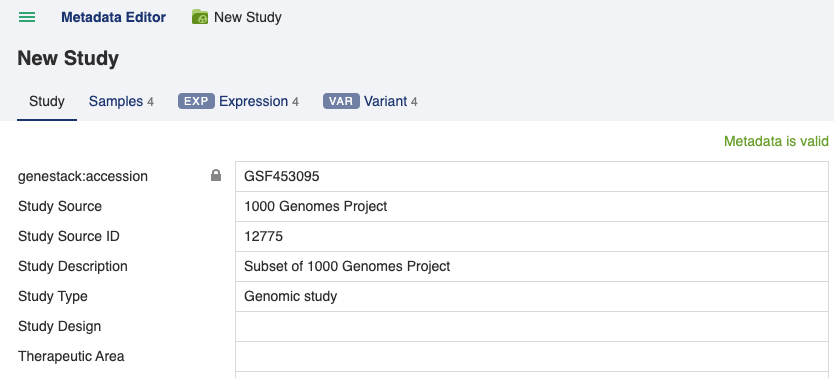 Metadata Editor New Study
New Study
Study Samples 4 EXP Expression 4 VAR Variant 4
Metadata is valid
genestack:accession GSF453095
Study Source 1000 Genomes Project
Study Source ID 12775
Study Description Subset of 1000 Genomes Project
Study Type Genomic study
Study Design
Therapeutic Area